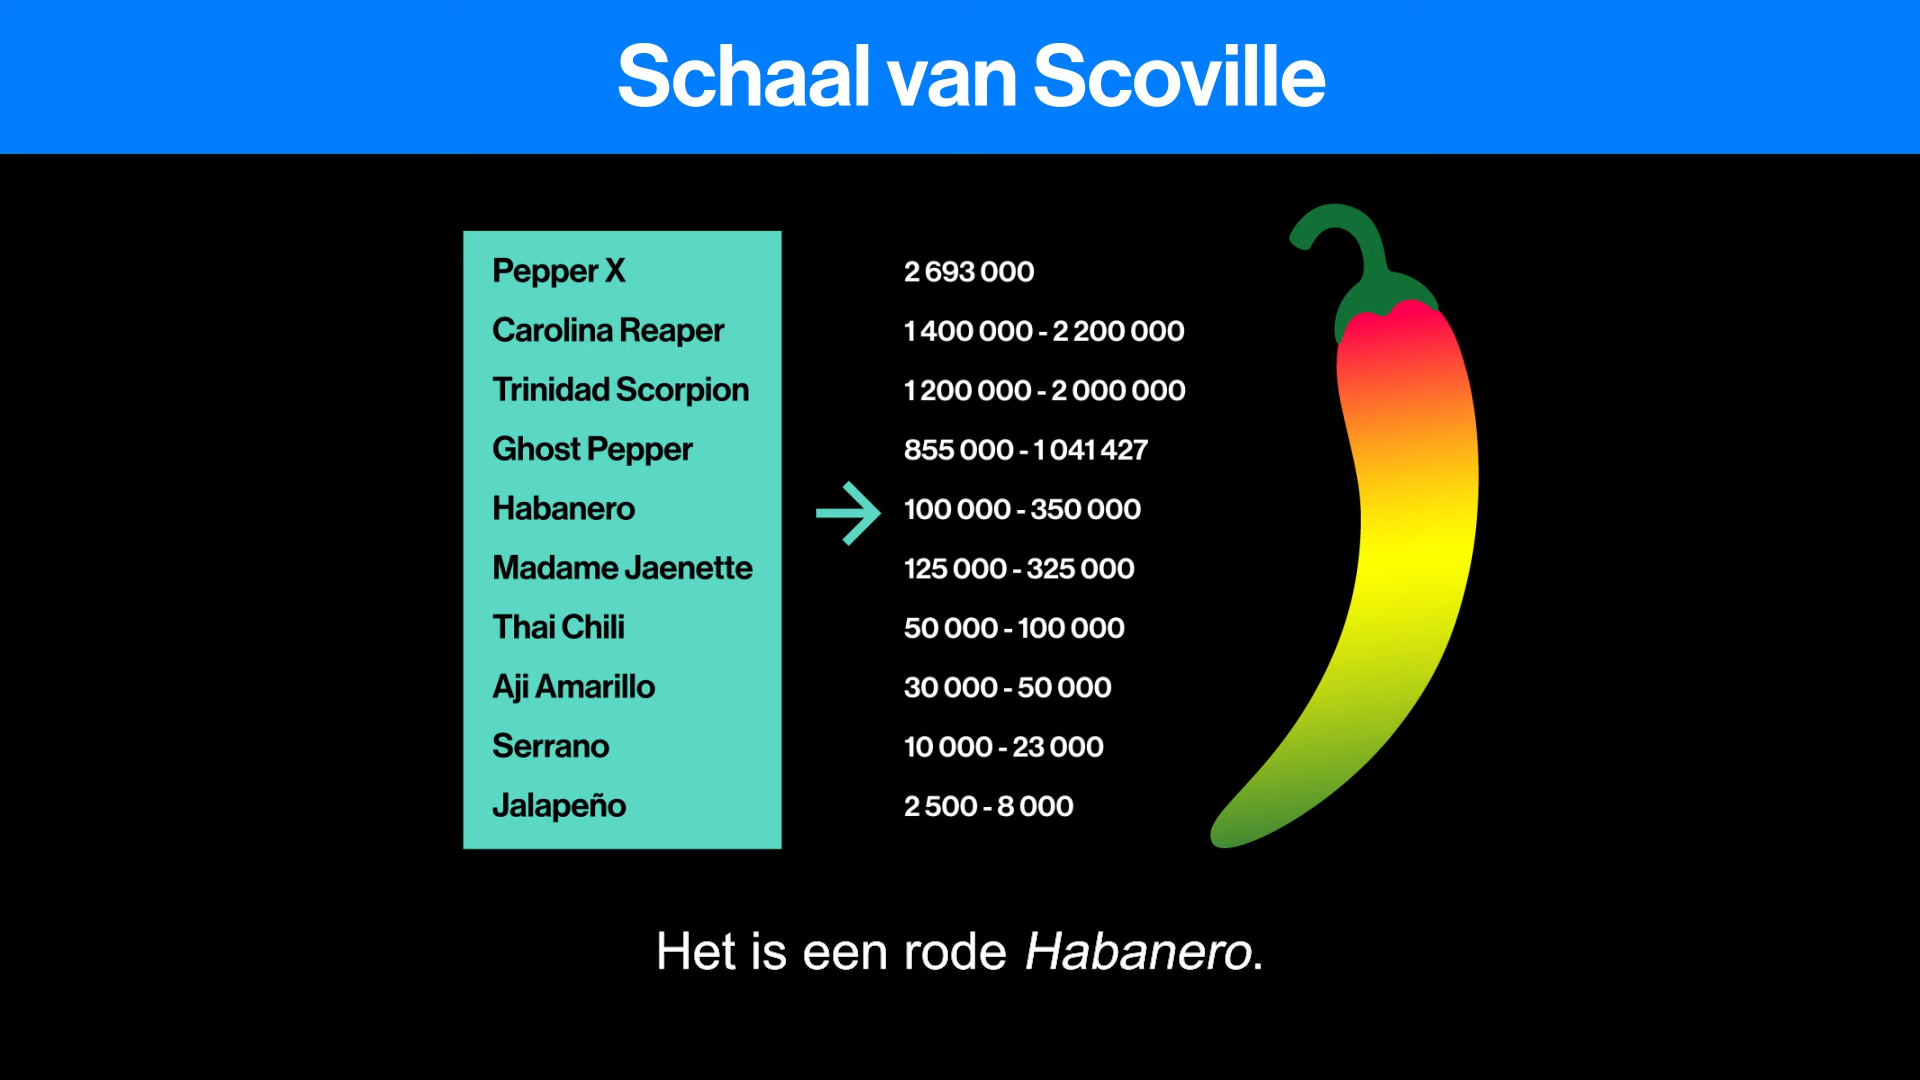 Schaal van Scoville
Pepper X 2 693 000
Carolina Reaper 1 400 000 - 2 200 000
Trinidad Scorpion 1 200 000 - 2 000 000
Ghost Pepper 855 000 - 1 041 427
Habanero → 100 000 - 350 000
Madame Jaenette 125 000 - 325 000
Thai Chili 50 000 - 100 000
Aji Amarillo 30 000 - 50 000
Serrano 10 000 - 23 000
Jalapeño 2 500 - 8 000
Het is een rode Habanero.